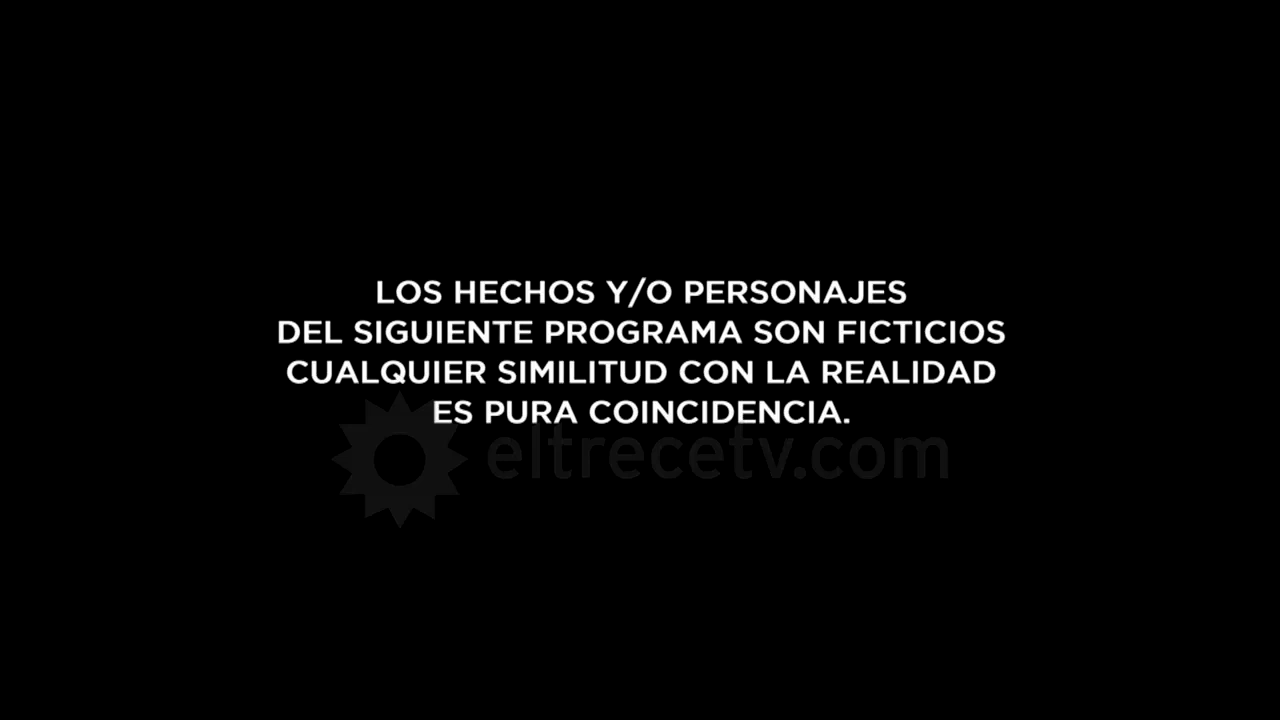 LOS HECHOS Y/O PERSONAJES
DEL SIGUIENTE PROGRAMA SON FICTICIOS
CUALQUIER SIMILITUD CON LA REALIDAD
ES PURA COINCIDENCIA.
eltrecetv.com